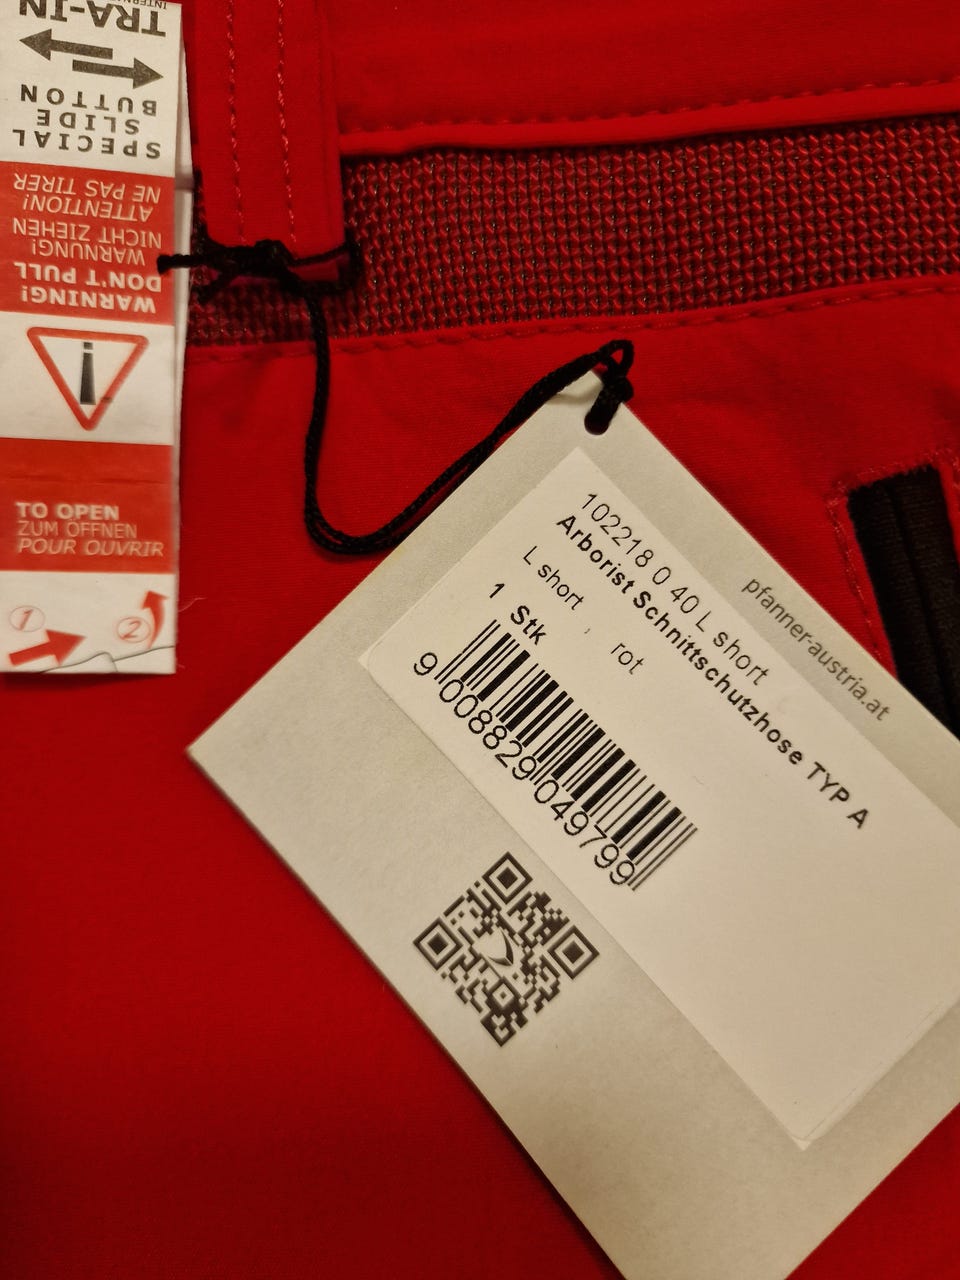 TRA-IN
SPECIAL
SLIDE
BUTTON
WARNING!
DON'T PULL
WARNUNG!
NICHT ZIEHEN
ATTENTION!
NE PAS TIRER
TO OPEN
ZUM ÖFFNEN
POUR OUVRIR
1
2
pfanner-austria.at
102218 0 40 L short
Arborist Schnittschutzhose TYP A
L short , rot
1 Stk
9 008829 049799